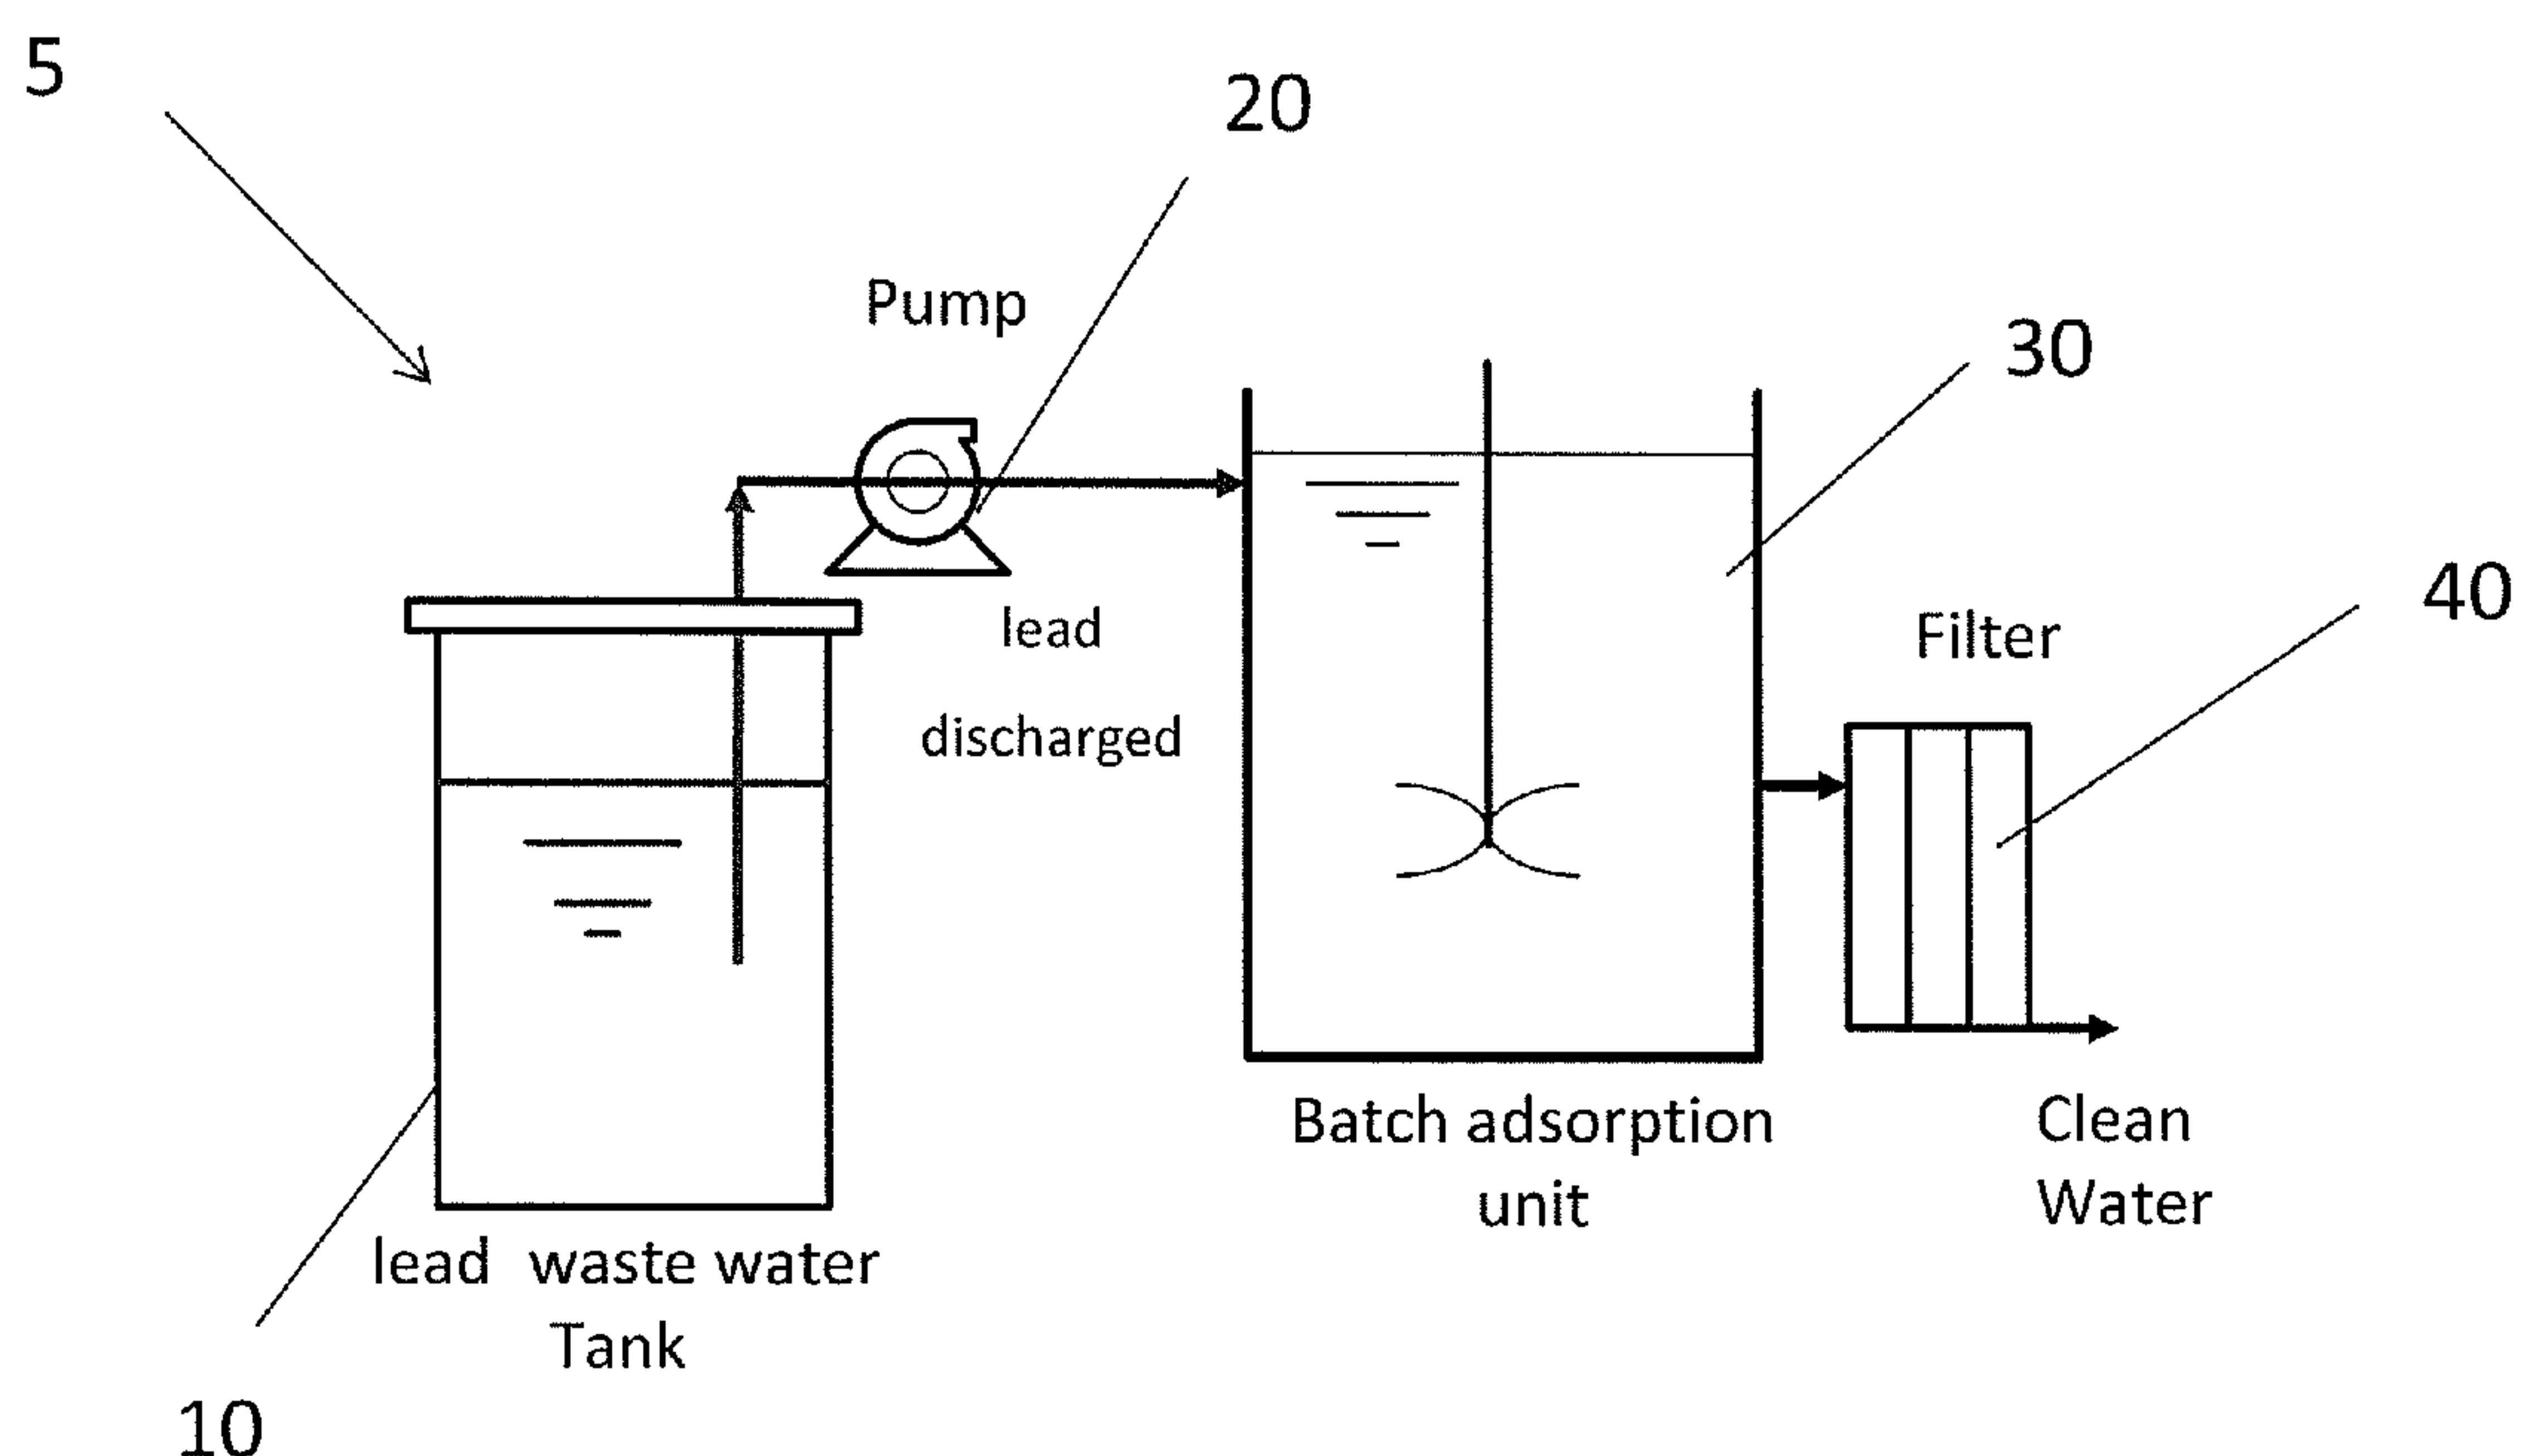 5
20
Pump
30
lead
discharged
Filter
40
Batch adsorption
unit
Clean
Water
lead waste water
Tank
10